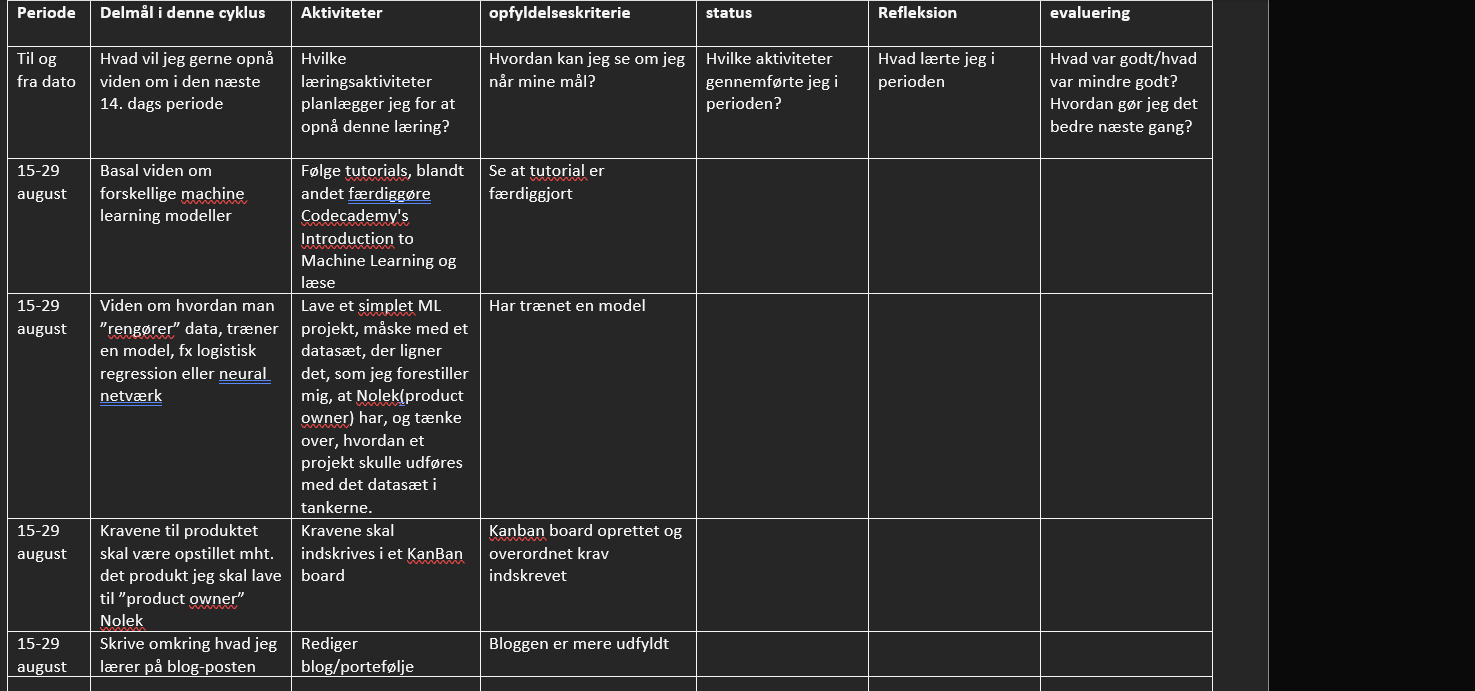 Periode
Delmål i denne cyklus
Aktiviteter
opfyldelseskriterie
status
Refleksion
evaluering
Til og
fra dato
Hvad vil jeg gerne opnå
viden om i den næste
14. dags periode
Hvilke
læringsaktiviteter
planlægger jeg for at
opnå denne læring?
Hvordan kan jeg se om jeg
når mine mål?
Hvilke aktiviteter
gennemførte jeg i
perioden?
Hvad lærte jeg i
perioden
Hvad var godt/hvad
var mindre godt?
Hvordan gør jeg det
bedre næste gang?
15-29
august
Basal viden om
forskellige machine
learning modeller
Følge tutorials, blandt
andet færdiggøre
Codecademy's
Introduction to
Machine Learning og
læse
Se at tutorial er
færdiggjort
15-29
august
Viden om hvordan man
”rengører” data, træner
en model, fx logistisk
regression eller neural
netværk
Lave et simplet ML
projekt, måske med et
datasæt, der ligner
det, som jeg forestiller
mig, at Nolek(product
owner) har, og tænke
over, hvordan et
projekt skulle udføres
med det datasæt i
tankerne.
Har trænet en model
15-29
august
Kravene til produktet
skal være opstillet mht.
det produkt jeg skal lave
til ”product owner”
Nolek
Kravene skal
indskrives i et KanBan
board
Kanban board oprettet og
overordnet krav
indskrevet
15-29
august
Skrive omkring hvad jeg
lærer på blog-posten
Rediger
blog/portefølje
Bloggen er mere udfyldt